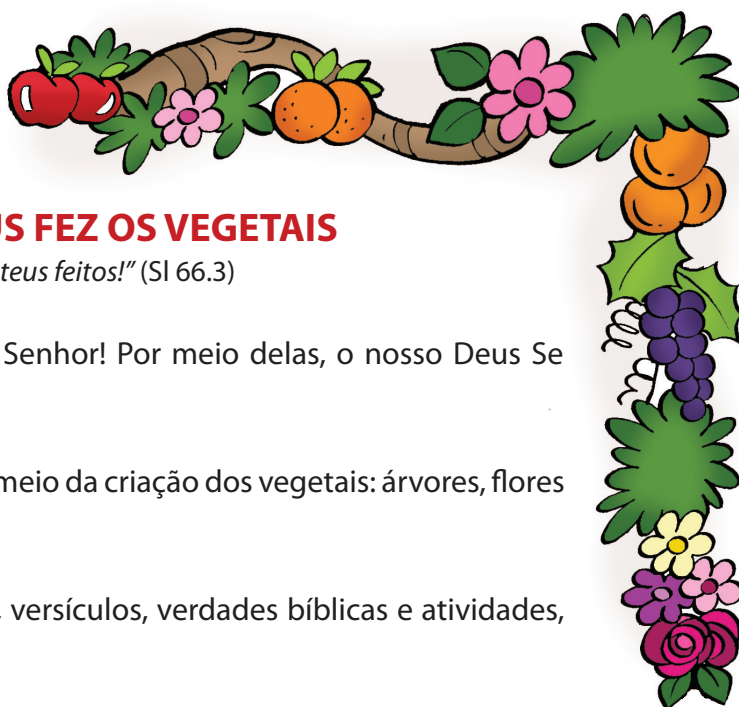 S FEZ OS VEGETAIS
teus feitos!” (Sl 66.3)
Senhor! Por meio delas, o nosso Deus Se
meio da criação dos vegetais: árvores, flores
, versículos, verdades bíblicas e atividades,